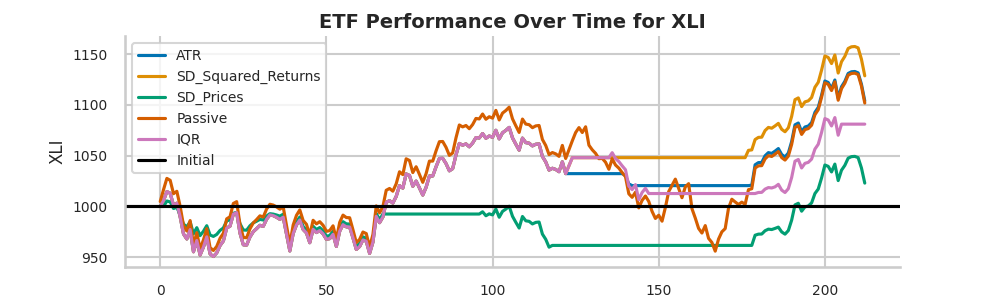 ETF Performance Over Time for XLI
XLI
1150
1100
1050
1000
950
ATR
SD_Squared_Returns
SD_Prices
Passive
IQR
Initial
0
50
100
150
200